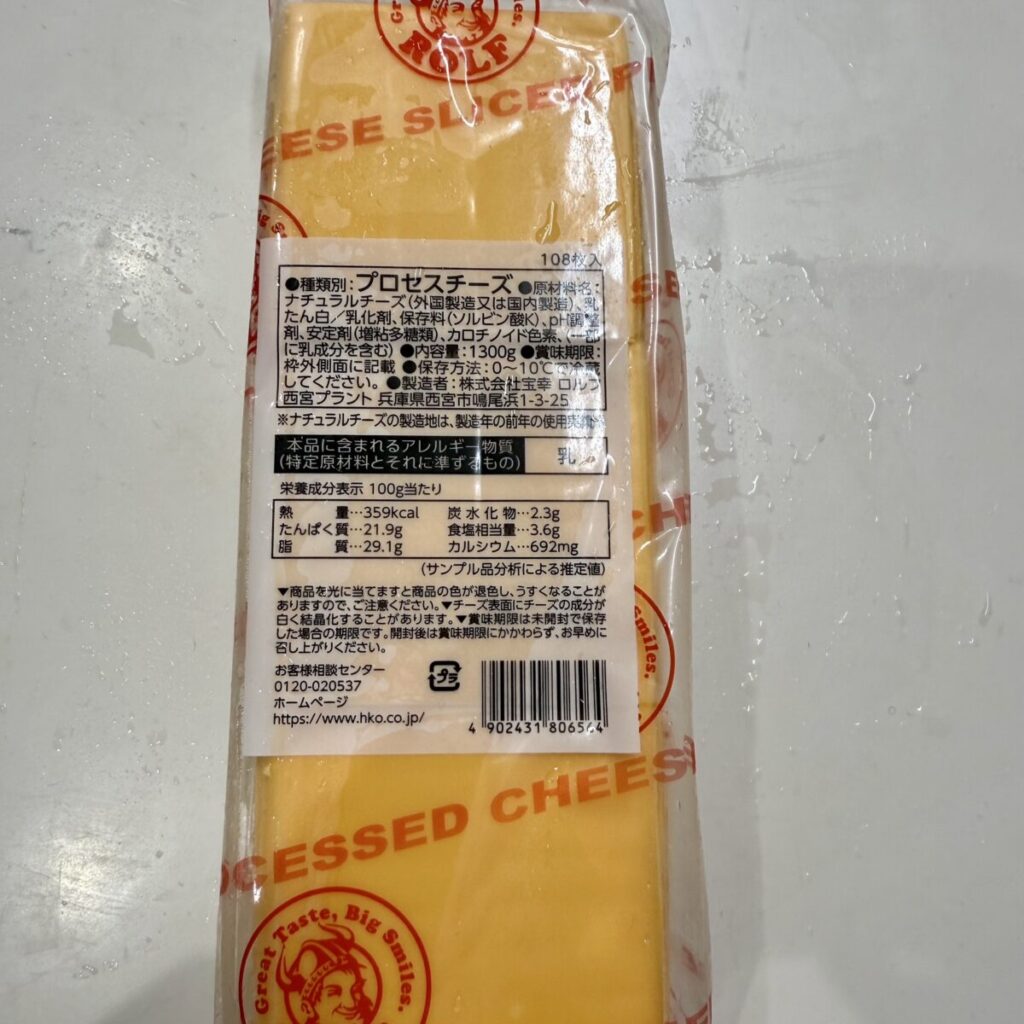 Gr
es.
ROLF
EESE SLICE
ig S
108枚入
●種類別：プロセスチーズ ●原材料名：
ナチュラルチーズ（外国製造又は国内製造）、乳
たん白／乳化剤、保存料（ソルビン酸K）、pH調整
剤、安定剤（増粘多糖類）、カロチノイド色素、（一部
に乳成分を含む） ●内容量：1300g ●賞味期限：
枠外側面に記載 ●保存方法：0～10℃で冷蔵
してください。 ●製造者：株式会社宝幸 ロルフ
西宮プラント 兵庫県西宮市鳴尾浜1-3-25
※ナチュラルチーズの製造地は、製造年の前年の使用実績
本品に含まれるアレルギー物質
（特定原材料とそれに準ずるもの）
乳
栄養成分表示 100g当たり
熱量…359kcal 炭水化物…2.3g
たんぱく質…21.9g 食塩相当量…3.6g
脂質…29.1g カルシウム…692mg
（サンプル品分析による推定値）
▼商品を光に当てますと商品の色が退色し、うすくなることが
ありますので、ご注意ください。▼チーズ表面にチーズの成分が
白く結晶化することがあります。▼賞味期限は未開封で保存
した場合の期限です。開封後は賞味期限にかかわらず、お早めに
召し上がりください。
お客様相談センター
0120-020537
ホームページ
https://www.hko.co.jp/
プラ
4 902431 806564
CH
Smiles.
OCESSED CHEES
Great Taste, Big Smiles.